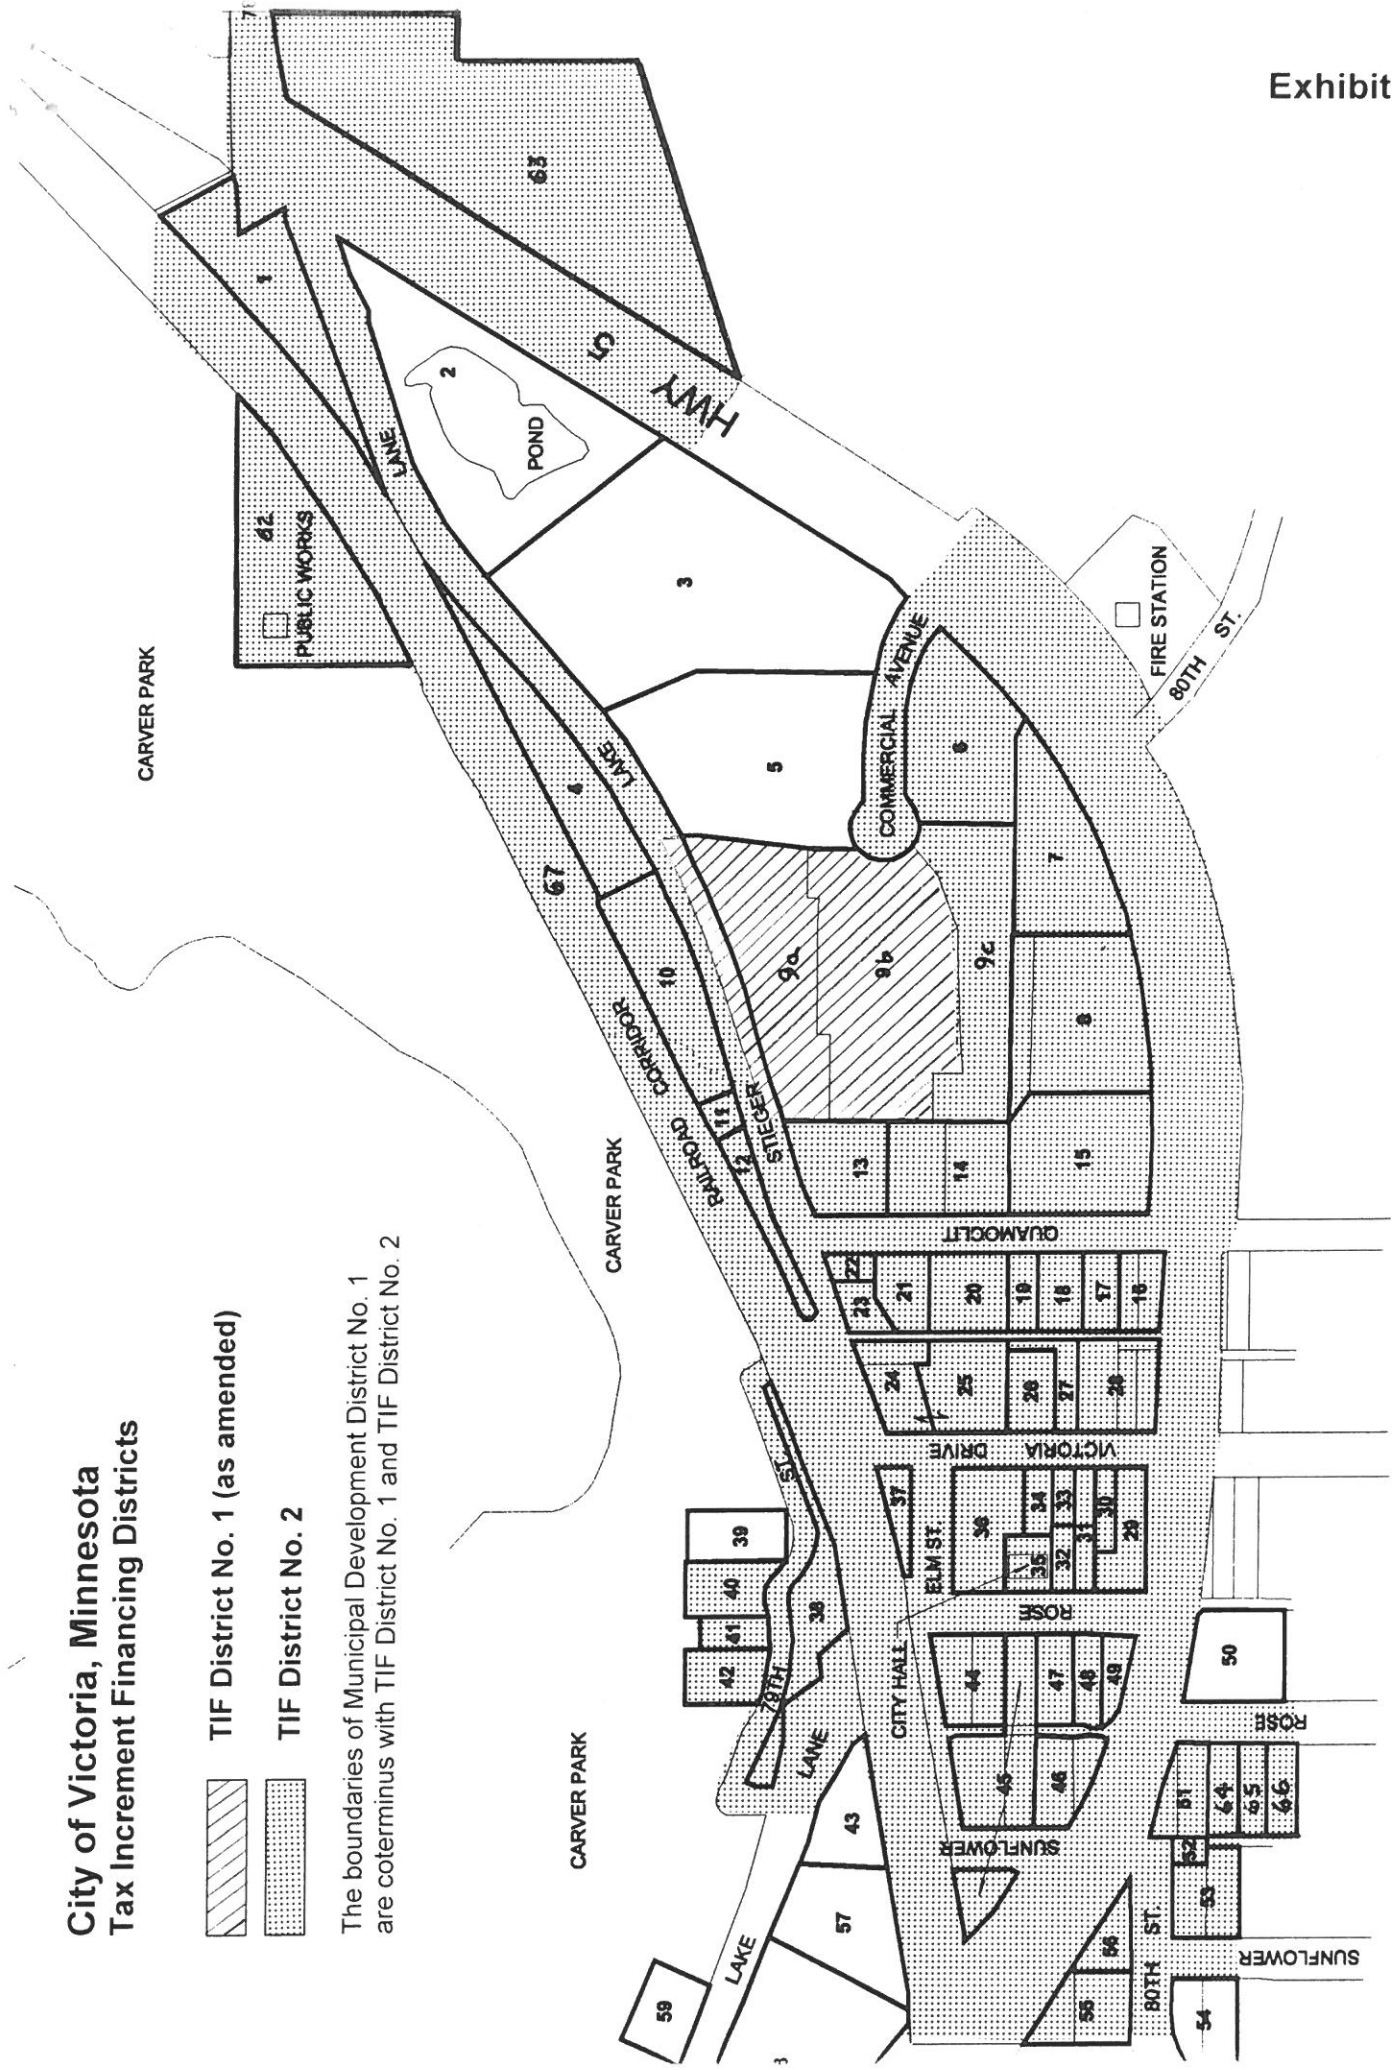 Exhibit
City of Victoria, Minnesota
Tax Increment Financing Districts
TIF District No. 1 (as amended)
TIF District No. 2
The boundaries of Municipal Development District No. 1
are coterminus with TIF District No. 1 and TIF District No. 2
CARVER PARK
CARVER PARK
CARVER PARK
62
PUBLIC WORKS
1
63
HWY
5
2
POND
LANE
3
5
4
LAKE
67
10
11
12
RAILROAD CORRIDOR
STIEGER
COMMERCIAL AVENUE
6
7
8
9a
9b
9c
FIRE STATION
80TH ST.
13
14
15
QUAMOCLIT
22
23
21
20
19
18
17
16
24
25
26
27
28
VICTORIA
DRIVE
37
ELM ST.
36
34
33
35
32
31
30
29
ROSE
39
40
41
42
38
79TH
ST.
CITY HALL
44
47
48
49
45
46
50
ROSE
SUNFLOWER
51
64
65
66
52
53
LANE
43
57
LAKE
59
56
55
80TH ST.
54
SUNFLOWER